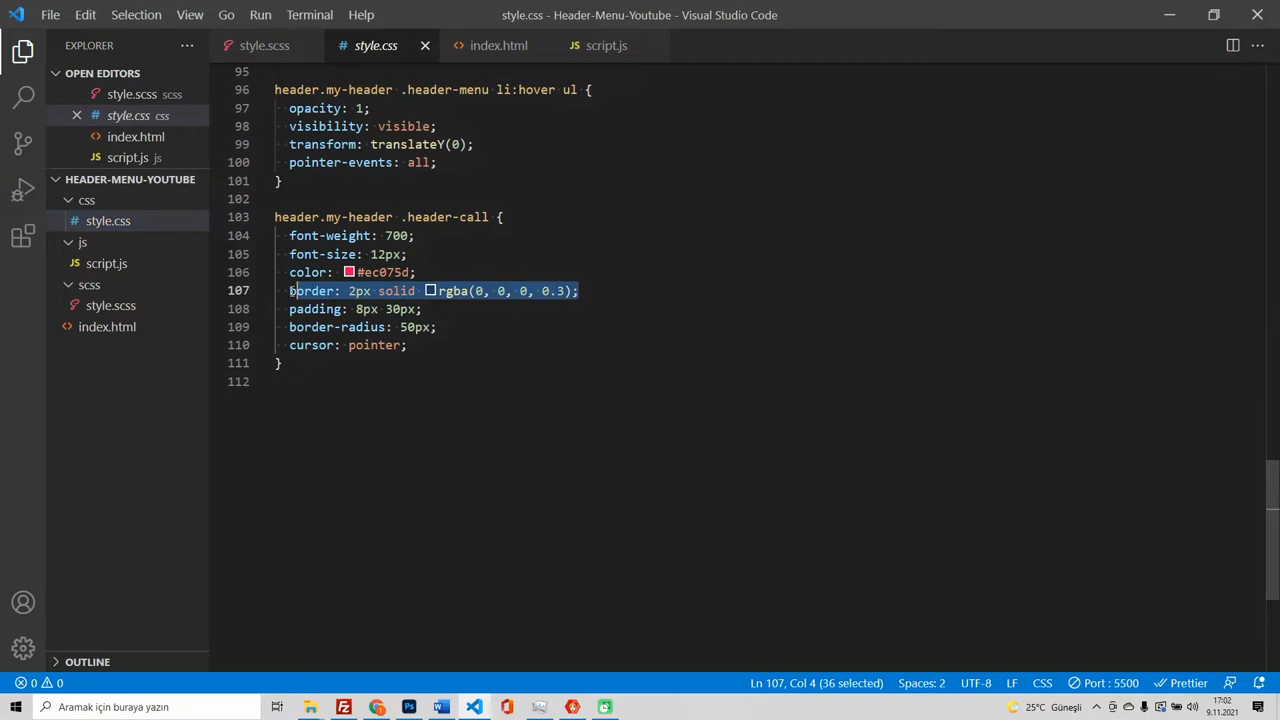 File Edit Selection View Go Run Terminal Help style.css - Header-Menu-Youtube - Visual Studio Code
EXPLORER
style.scss
style.css
index.html
script.js
OPEN EDITORS
style.scss scss
style.css css
index.html
script.js js
HEADER-MENU-YOUTUBE
css
style.css
js
script.js
scss
style.scss
index.html
OUTLINE
95
96 header.my-header .header-menu li:hover ul {
97 opacity: 1;
98 visibility: visible;
99 transform: translateY(0);
100 pointer-events: all;
101 }
102
103 header.my-header .header-call {
104 font-weight: 700;
105 font-size: 12px;
106 color: #ec075d;
107 border: 2px solid rgba(0, 0, 0, 0.3);
108 padding: 8px 30px;
109 border-radius: 50px;
110 cursor: pointer;
111 }
112
0 0 Ln 107, Col 4 (36 selected) Spaces: 2 UTF-8 LF CSS Port : 5500 Prettier
Aramak için buraya yazın
25°C Güneşli
17:02
9.11.2021